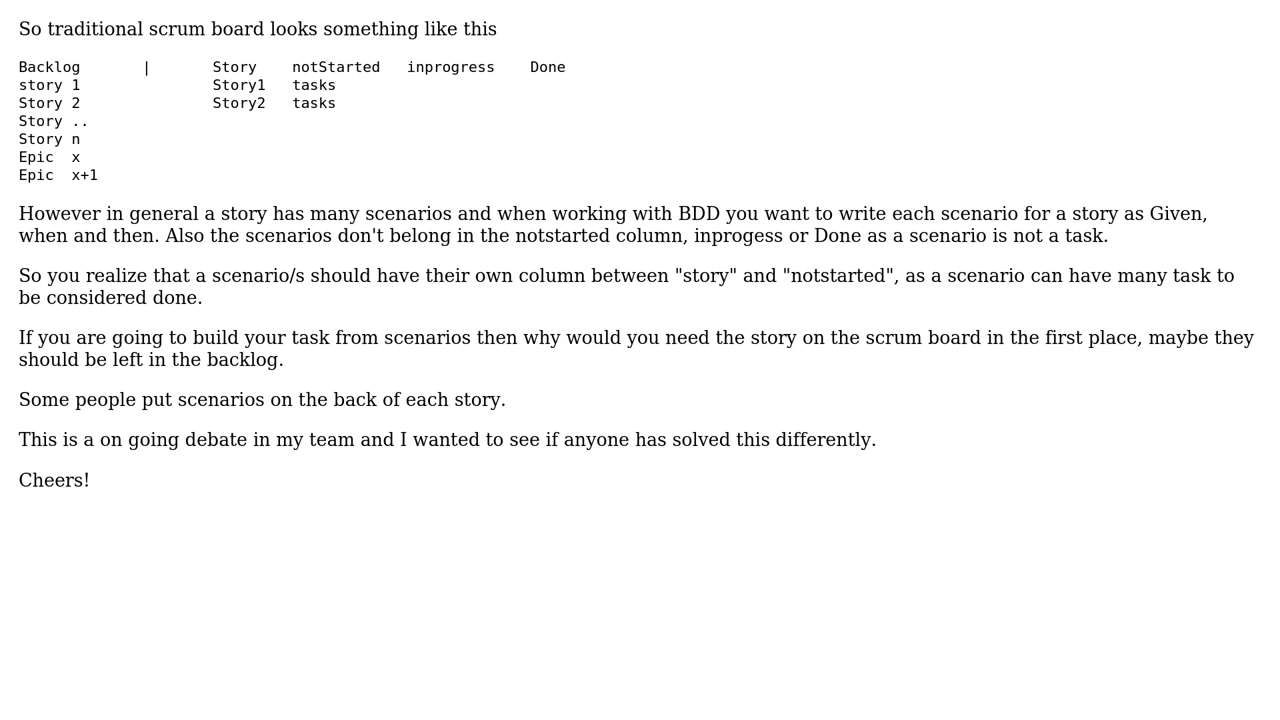 So traditional scrum board looks something like this
Backlog       |       Story    notStarted   inprogress    Done
story 1               Story1   tasks
Story 2               Story2   tasks
Story ..
Story n
Epic  x
Epic  x+1
However in general a story has many scenarios and when working with BDD you want to write each scenario for a story as Given,
when and then. Also the scenarios don't belong in the notstarted column, inprogess or Done as a scenario is not a task.
So you realize that a scenario/s should have their own column between "story" and "notstarted", as a scenario can have many task to
be considered done.
If you are going to build your task from scenarios then why would you need the story on the scrum board in the first place, maybe they
should be left in the backlog.
Some people put scenarios on the back of each story.
This is a on going debate in my team and I wanted to see if anyone has solved this differently.
Cheers!